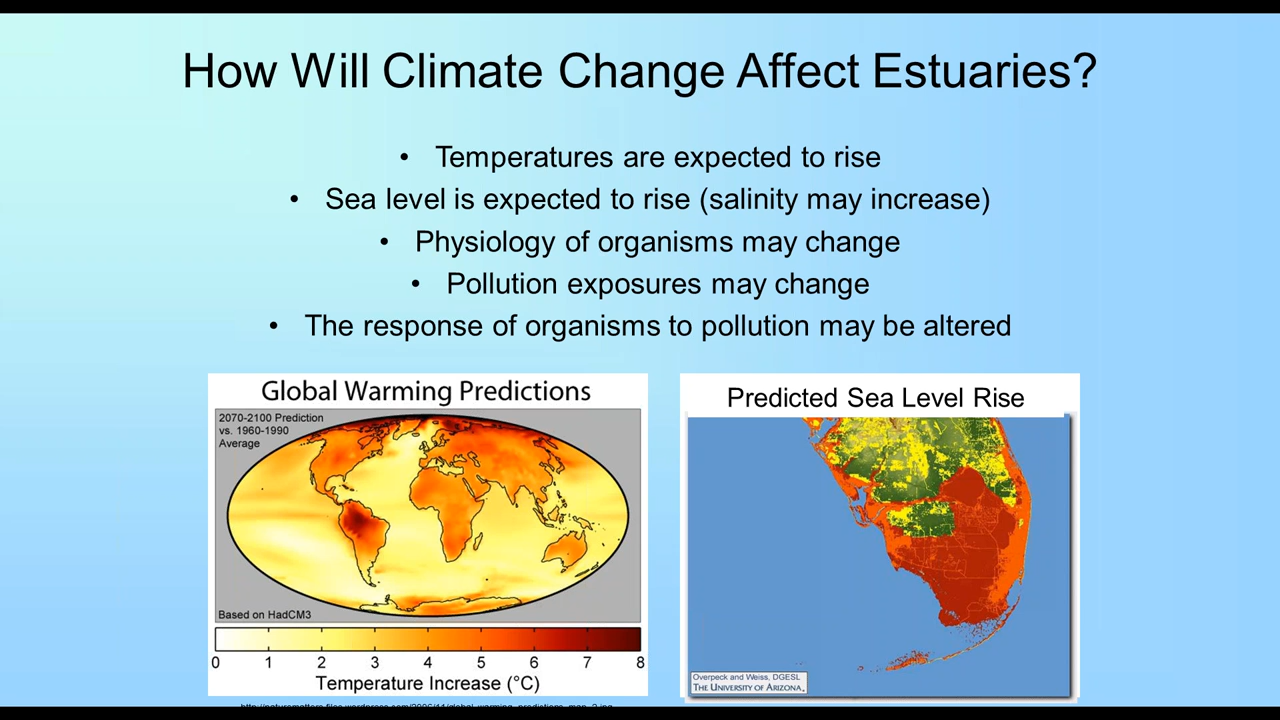 How Will Climate Change Affect Estuaries?
• Temperatures are expected to rise
• Sea level is expected to rise (salinity may increase)
• Physiology of organisms may change
• Pollution exposures may change
• The response of organisms to pollution may be altered
Global Warming Predictions
2070-2100 Prediction
vs. 1960-1990
Average
Based on HadCM3
0 1 2 3 4 5 6 7 8
Temperature Increase (°C)
Predicted Sea Level Rise
Overpeck and Weiss, DGESL
THE UNIVERSITY OF ARIZONA.